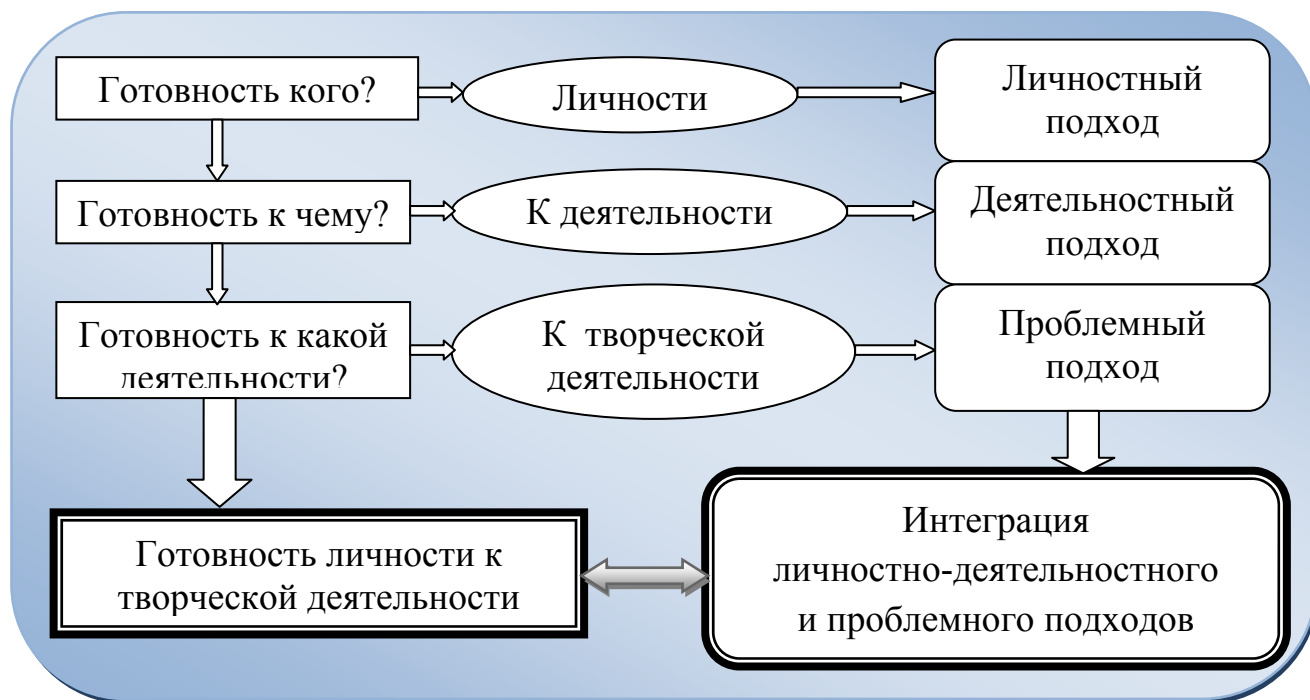 Готовность кого?
Личности
Личностный
подход
Готовность к чему?
К деятельности
Деятельностный
подход
Готовность к какой
деятельности?
К творческой
деятельности
Проблемный
подход
Готовность личности к
творческой деятельности
Интеграция
личностно-деятельностного
и проблемного подходов